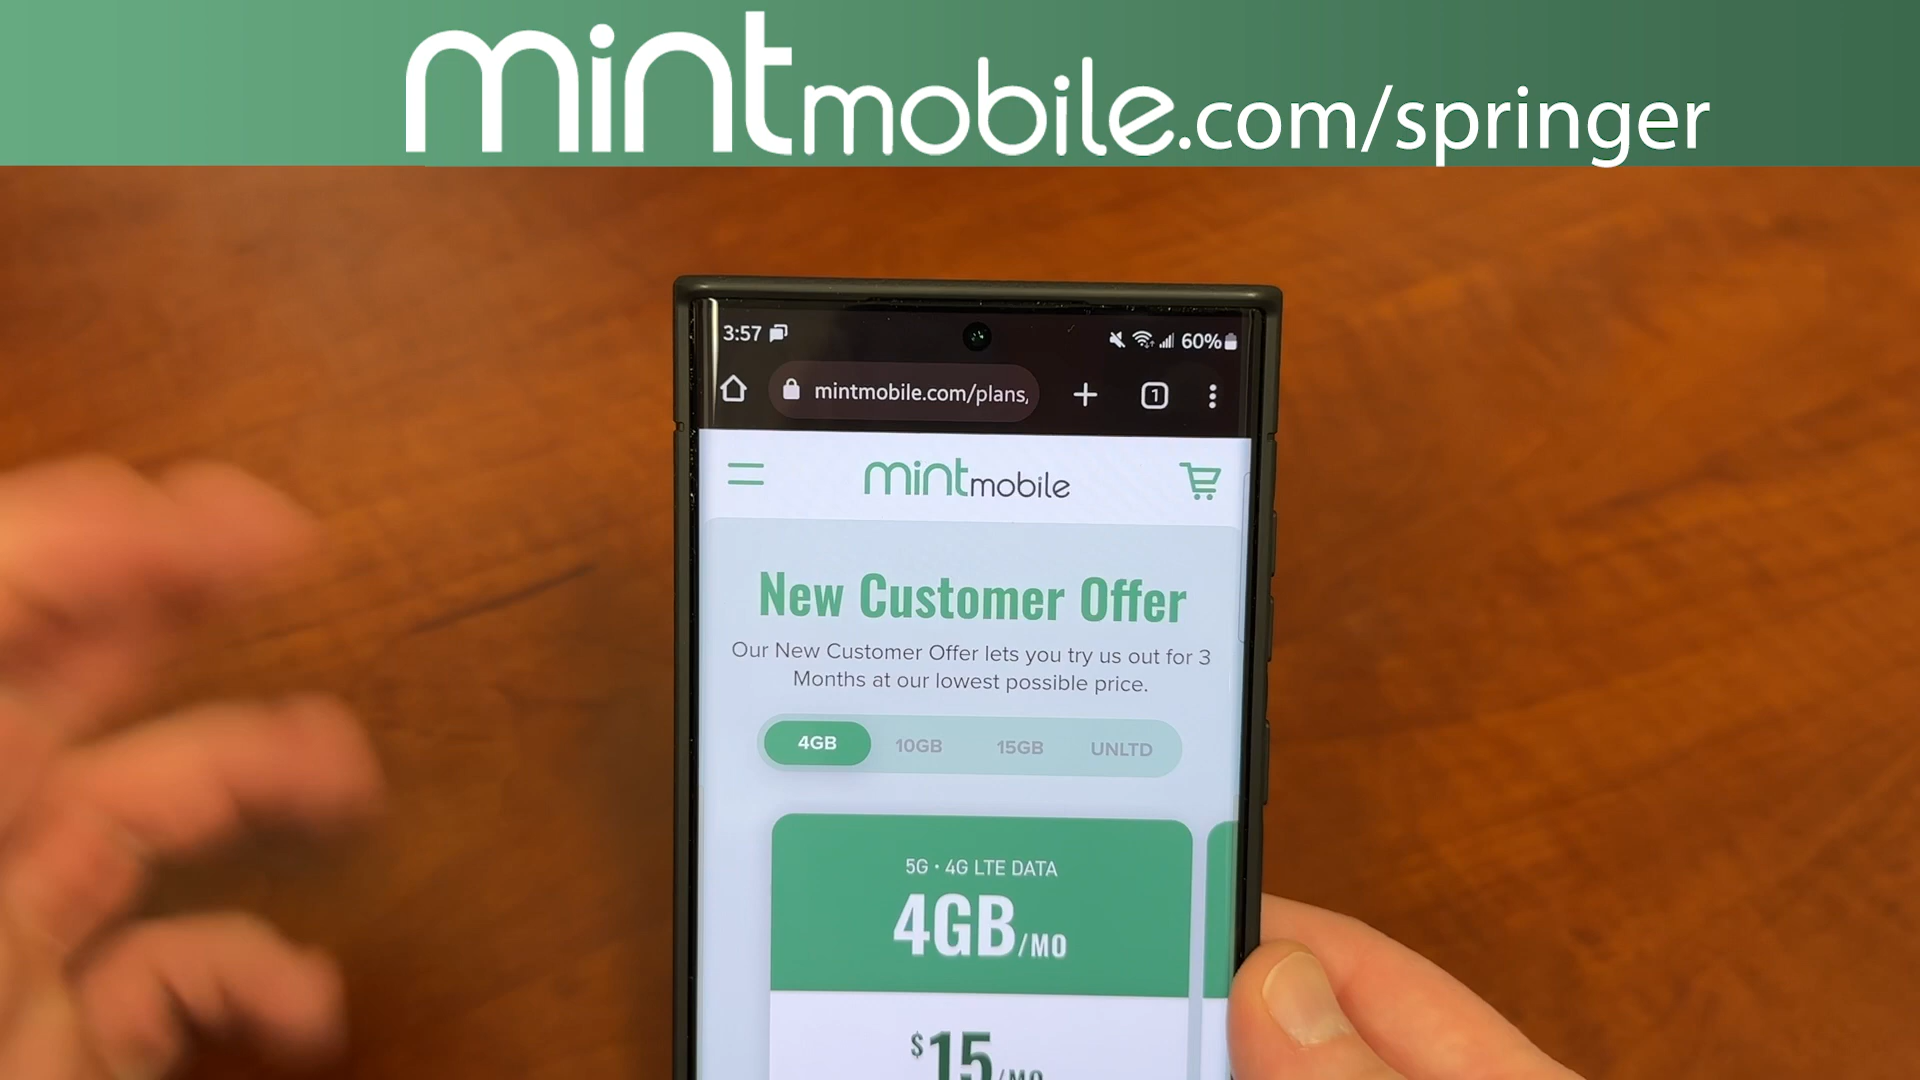 mintmobile.com/springer
3:57
60%
mintmobile.com/plans,
1
mintmobile
New Customer Offer
Our New Customer Offer lets you try us out for 3
Months at our lowest possible price.
4GB 10GB 15GB UNLTD
5G • 4G LTE DATA
4GB/MO
$15/MO